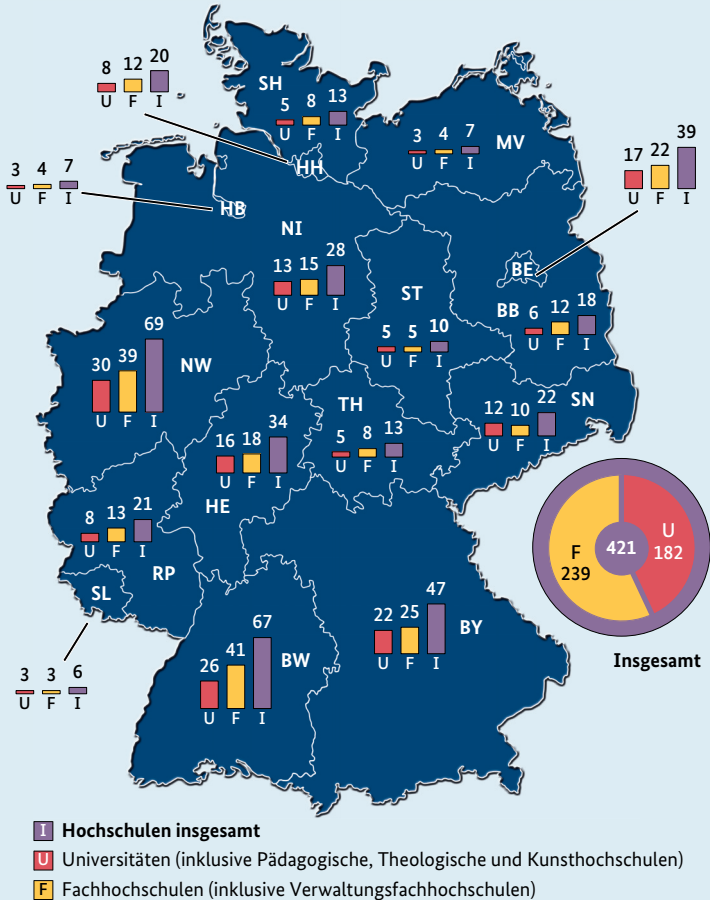 8 12 20
U F I
SH
5 8 13
U F I
HH
3 4 7
U F I
MV
39
17 22
U F I
3 4 7
U F I
HB
NI
13 15 28
U F I
ST
5 5 10
U F I
BE
BB
6 12 18
U F I
30 39 69
U F I
NW
TH
5 8 13
U F I
12 10 22
U F I
SN
16 18 34
U F I
HE
8 13 21
U F I
RP
SL
3 3 6
U F I
26 41 67
U F I
BW
22 25 47
U F I
BY
F
239
421
U
182
Insgesamt
I Hochschulen insgesamt
U Universitäten (inklusive Pädagogische, Theologische und Kunsthochschulen)
F Fachhochschulen (inklusive Verwaltungsfachhochschulen)